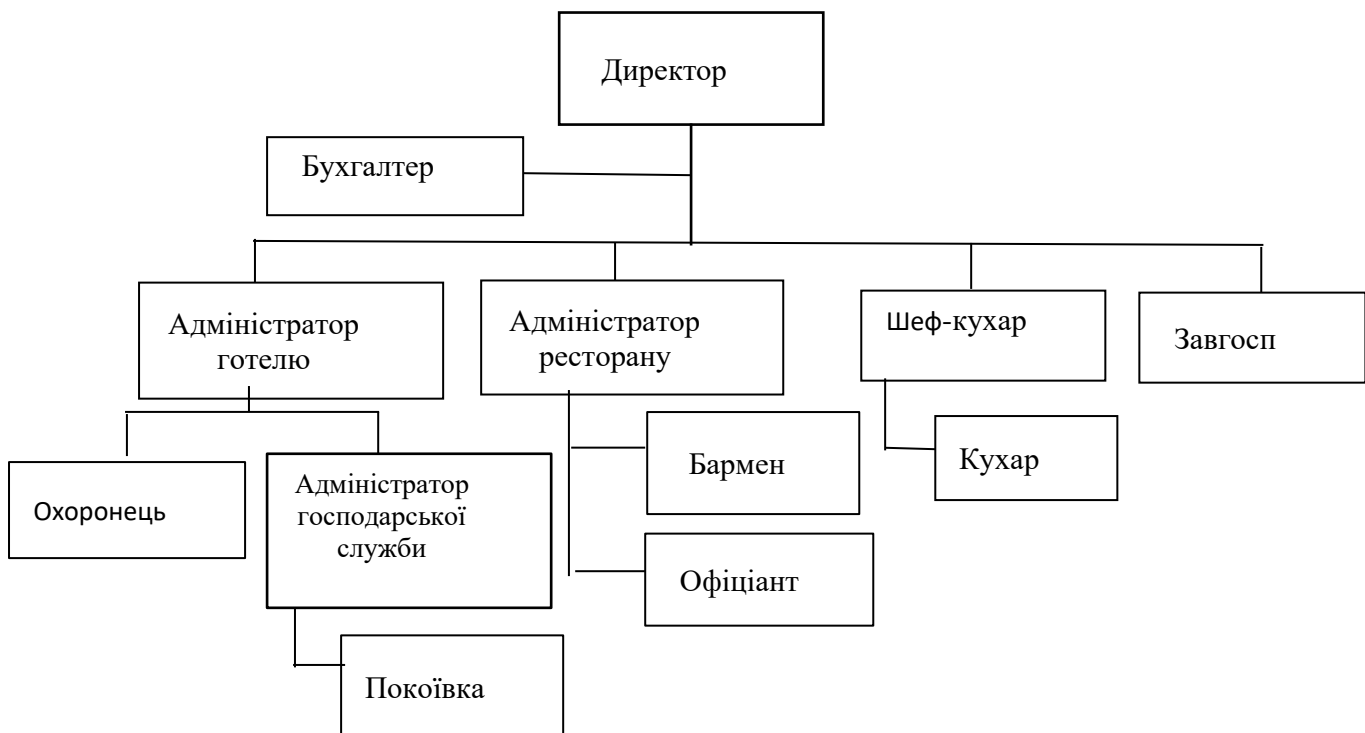 Директор
Бухгалтер
Адміністратор
готелю
Адміністратор
ресторану
Шеф-кухар
Завгосп
Охоронець
Адміністратор
господарської
служби
Бармен
Кухар
Офіціант
Покоївка